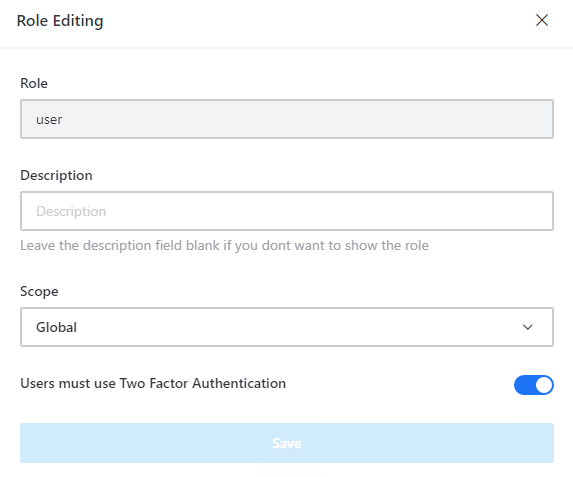 Role Editing
Role
user
Description
Description
Leave the description field blank if you dont want to show the role
Scope
Global
Users must use Two Factor Authentication
Save